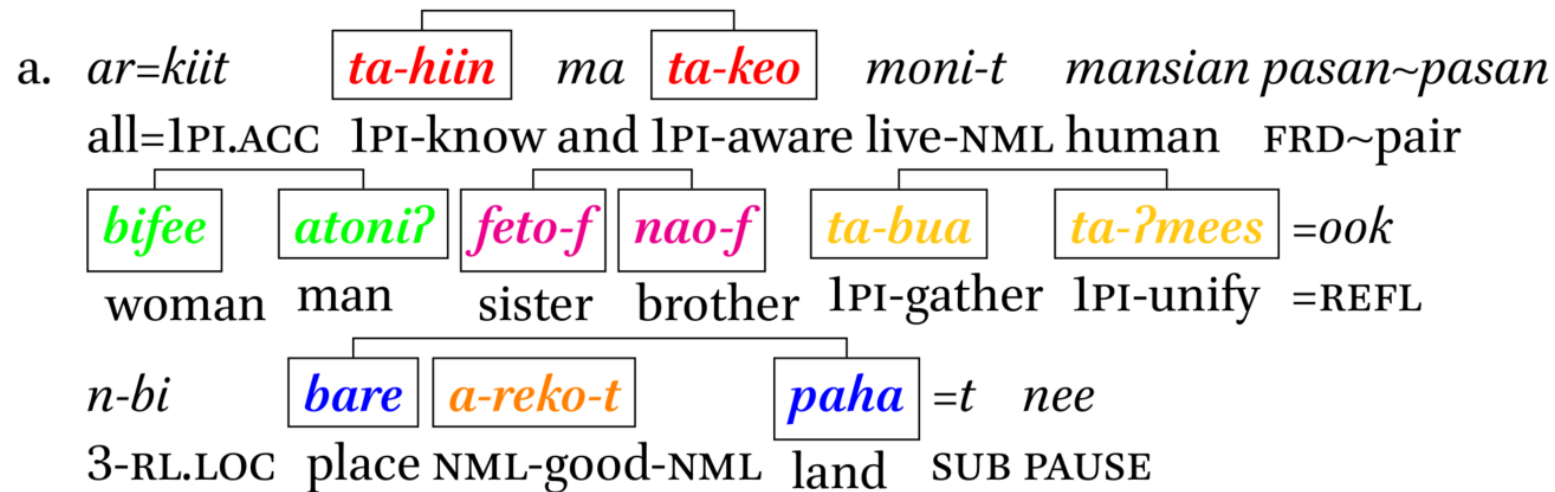 a. ar=kiit ta-hiin ma ta-keo moni-t mansian pasan~pasan
all=1PI.ACC 1PI-know and 1PI-aware live-NML human FRD~pair
bifee atoniʔ feto-f nao-f ta-bua ta-ʔmees =ook
woman man sister brother 1PI-gather 1PI-unify =REFL
n-bi bare a-reko-t paha =t nee
3-RL.LOC place NML-good-NML land SUB PAUSE